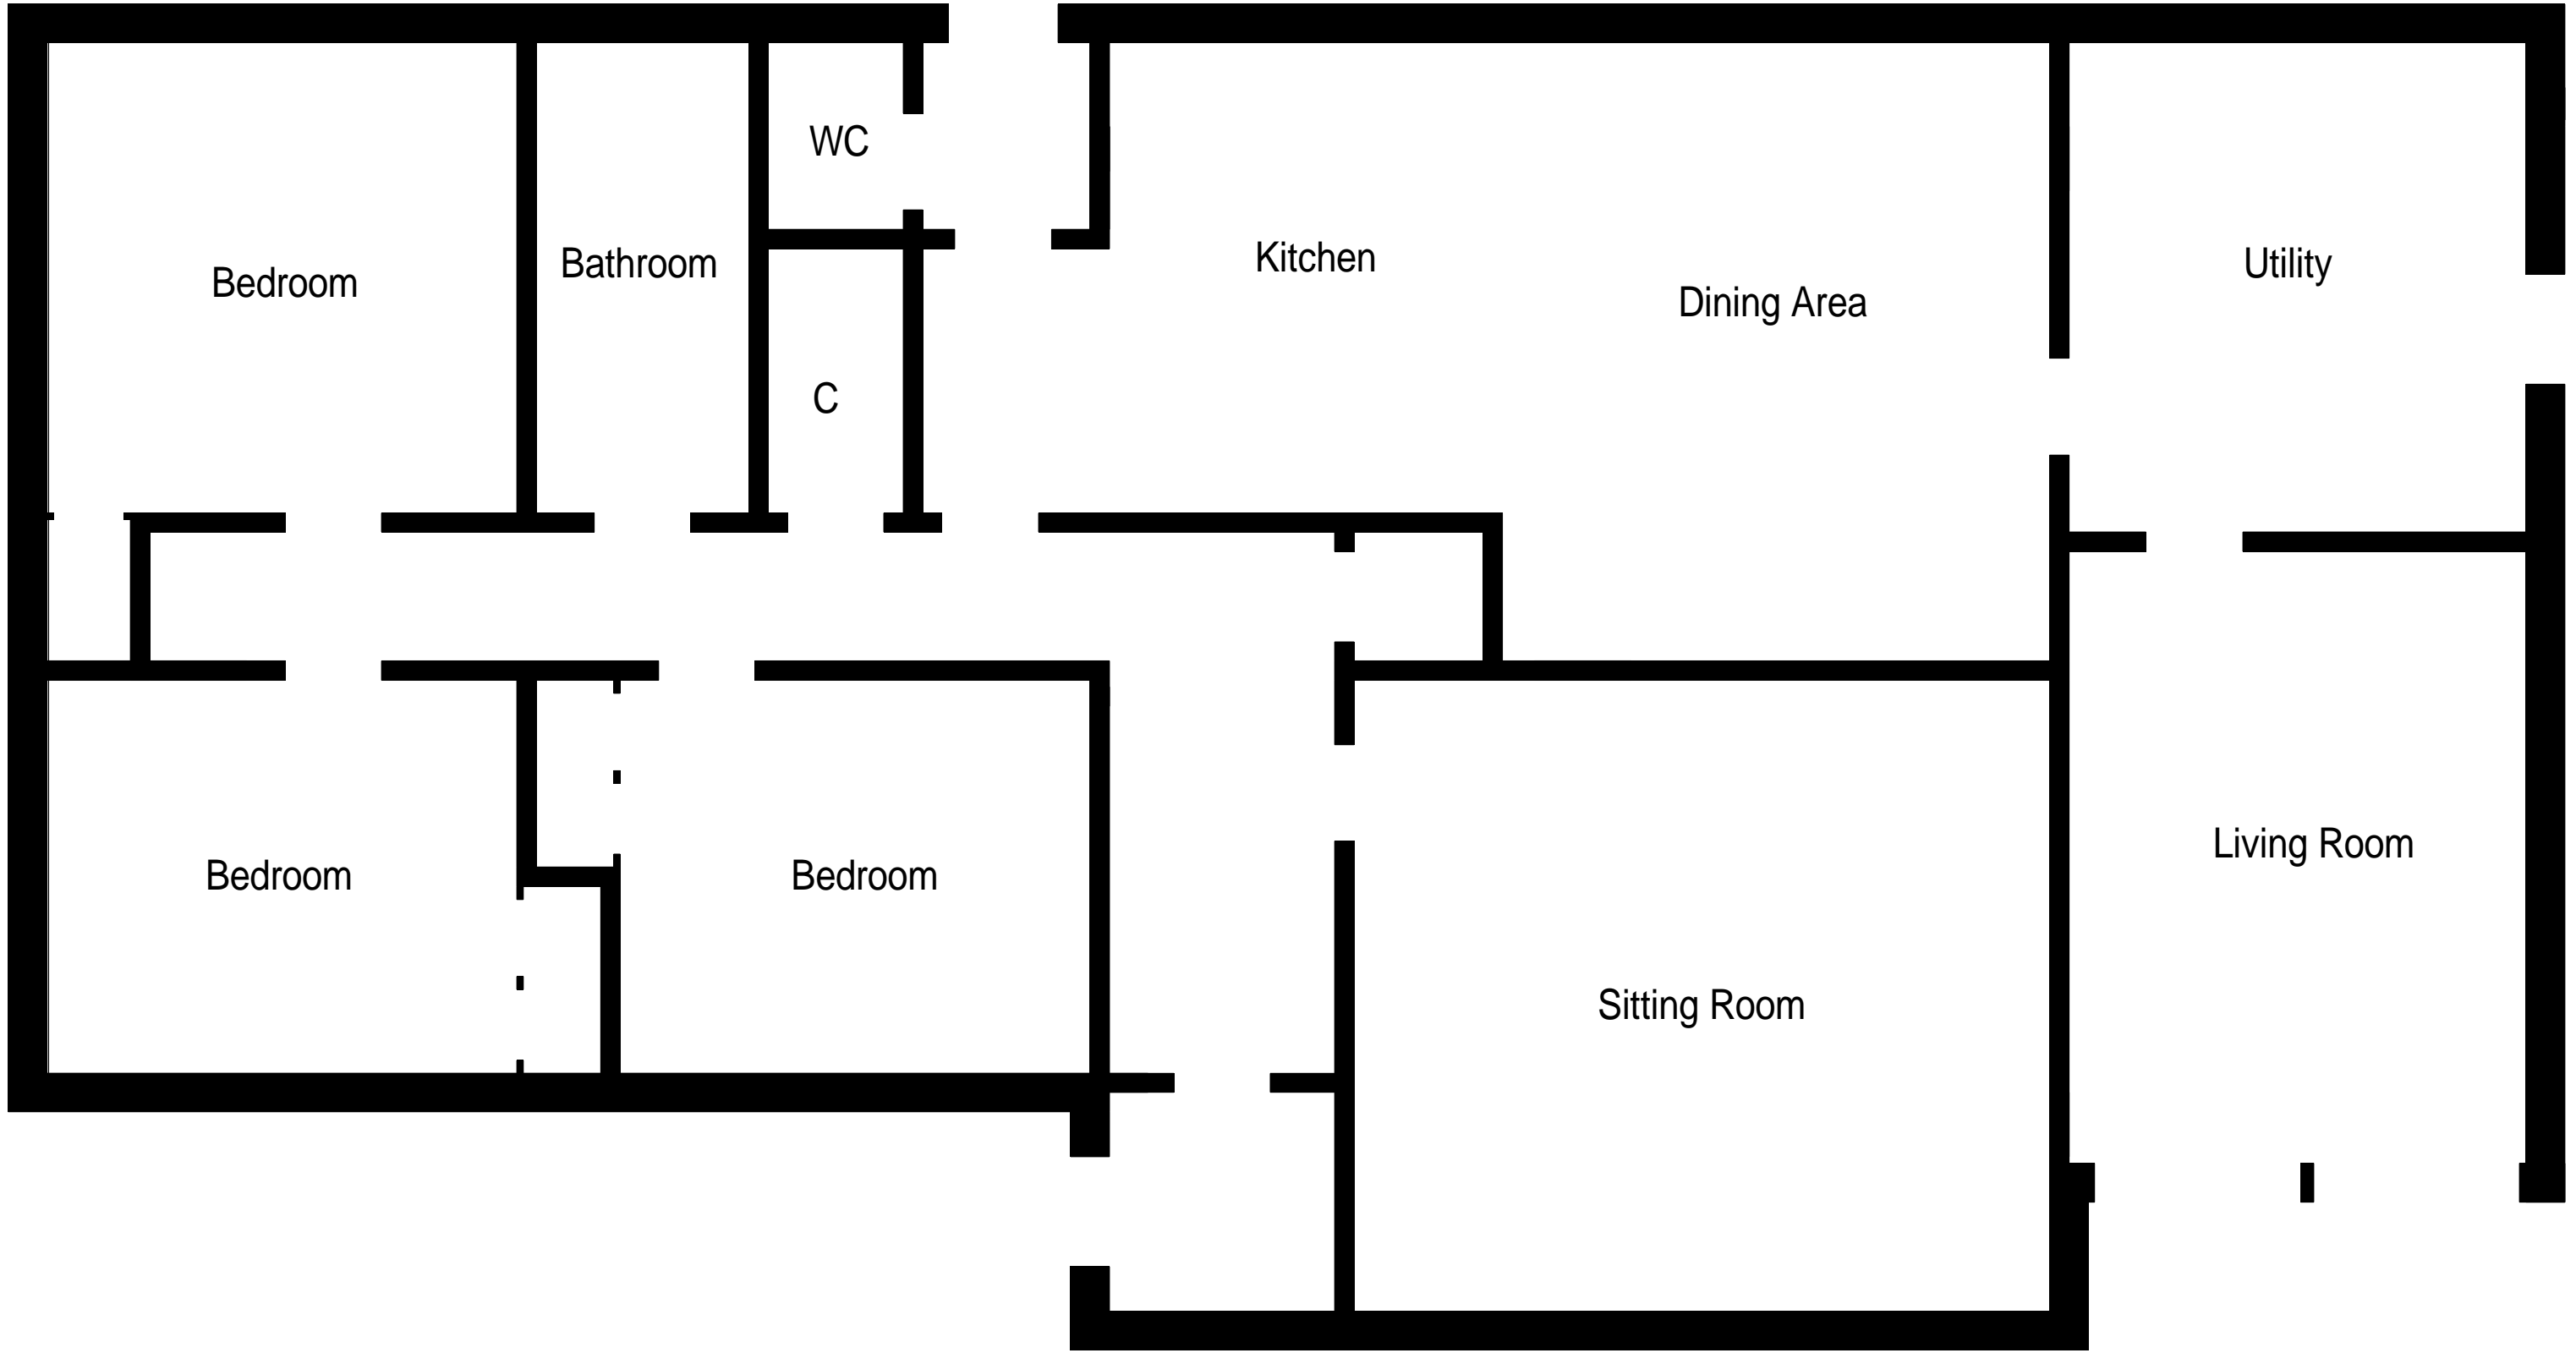 WC
Bedroom
Bathroom
Kitchen
Dining Area
Utility
C
Bedroom
Bedroom
Sitting Room
Living Room